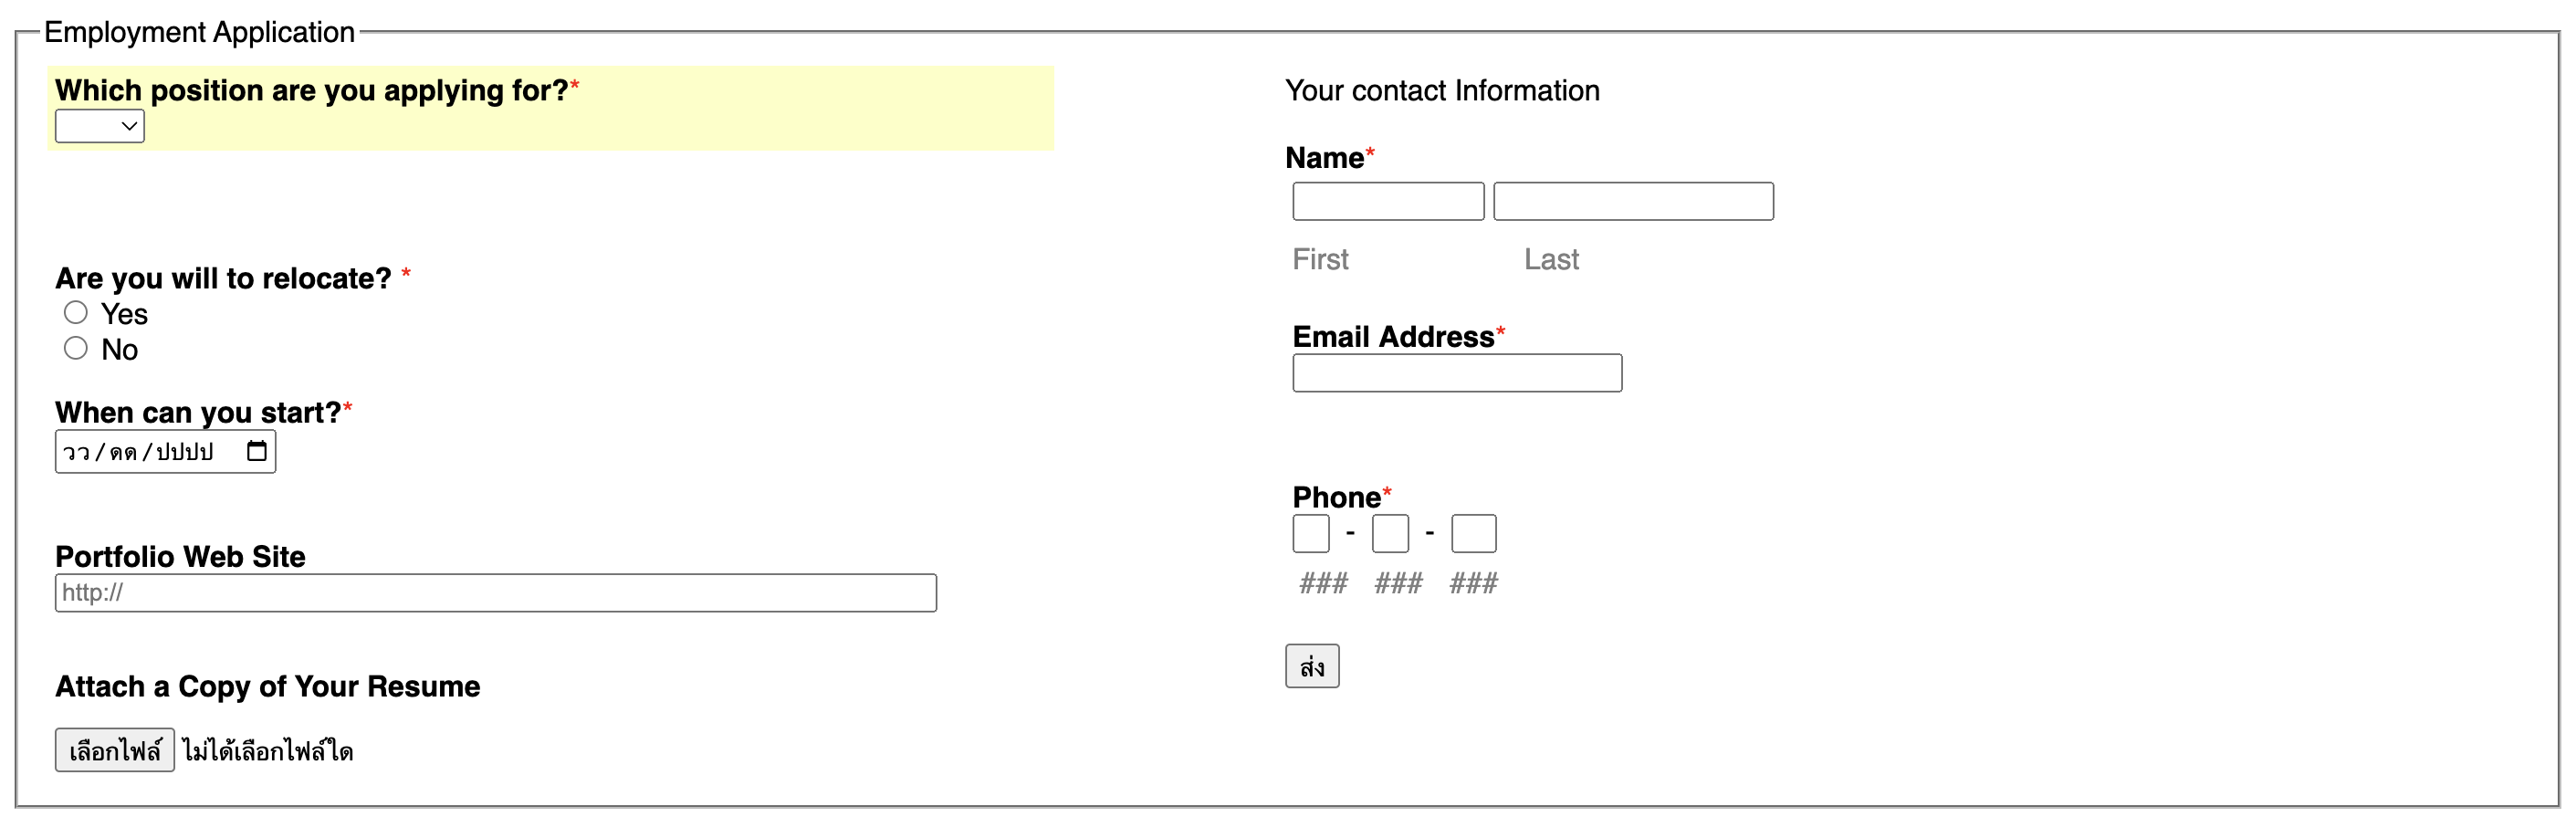 Employment Application
Which position are you applying for?*
Are you will to relocate? *
Yes
No
When can you start?*
วว/ดด/ปปปป
Portfolio Web Site
http://
Attach a Copy of Your Resume
เลือกไฟล์ ไม่ได้เลือกไฟล์ใด
Your contact Information
Name*
First Last
Email Address*
Phone*
- -
### ### ###
ส่ง